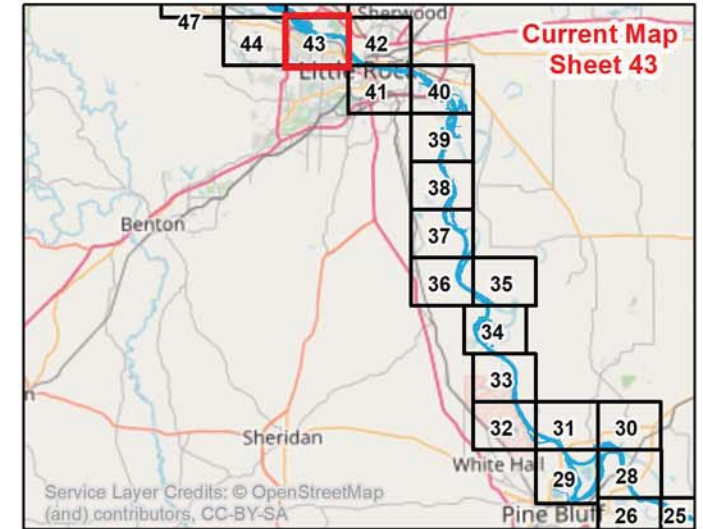 47
Sherwood
44
43
42
Current Map
Sheet 43
Little Rock
41
40
39
38
Benton
37
36
35
34
33
32
31
30
Sheridan
White Hall
29
28
Service Layer Credits: © OpenStreetMap
(and) contributors, CC-BY-SA
Pine Bluff
26
25